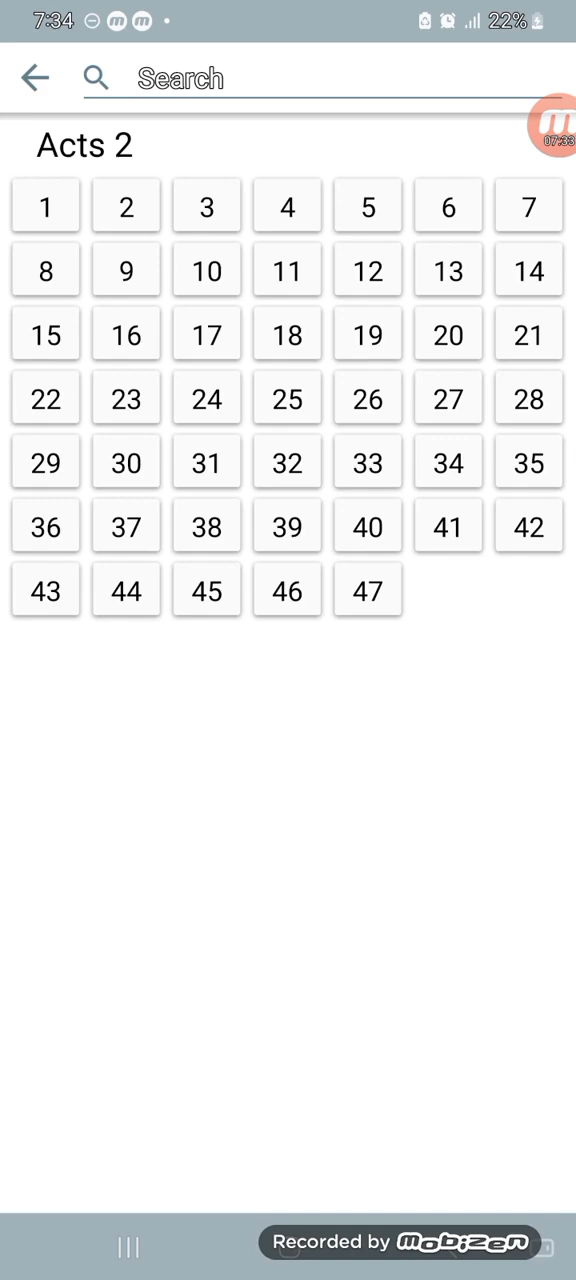 7:34 22%
Search
07:33
Acts 2
1 2 3 4 5 6 7
8 9 10 11 12 13 14
15 16 17 18 19 20 21
22 23 24 25 26 27 28
29 30 31 32 33 34 35
36 37 38 39 40 41 42
43 44 45 46 47
Recorded by mobizen